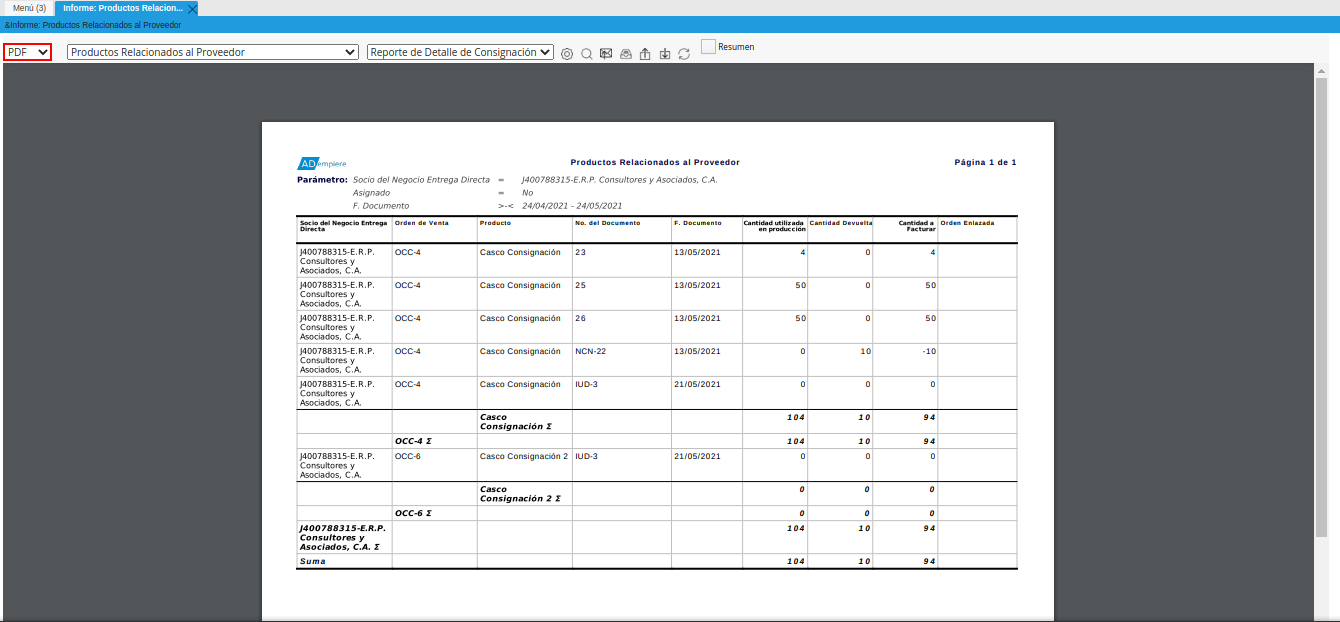 Menú (3) Informe: Productos Relacion...
&Informe: Productos Relacionados al Proveedor
PDF Productos Relacionados al Proveedor Reporte de Detalle de Consignación Resumen
ADempiere Productos Relacionados al Proveedor Página 1 de 1
Parámetro: Socio del Negocio Entrega Directa = J400788315-E.R.P. Consultores y Asociados, C.A.
Asignado = No
F. Documento >-< 24/04/2021 - 24/05/2021
Socio del Negocio Entrega Orden de Venta Producto No. del Documento F. Documento Cantidad utilizada Cantidad Devuelta Cantidad a Orden Enlazada
Directa en producción Facturar
J400788315-E.R.P. OCC-4 Casco Consignación 23 13/05/2021 4 0 4
Consultores y
Asociados, C.A.
J400788315-E.R.P. OCC-4 Casco Consignación 25 13/05/2021 50 0 50
Consultores y
Asociados, C.A.
J400788315-E.R.P. OCC-4 Casco Consignación 26 13/05/2021 50 0 50
Consultores y
Asociados, C.A.
J400788315-E.R.P. OCC-4 Casco Consignación NCN-22 13/05/2021 0 10 -10
Consultores y
Asociados, C.A.
J400788315-E.R.P. OCC-4 Casco Consignación IUD-3 21/05/2021 0 0 0
Consultores y
Asociados, C.A.
Casco 104 10 94
Consignación Σ
OCC-4 Σ 104 10 94
J400788315-E.R.P. OCC-6 Casco Consignación 2 IUD-3 21/05/2021 0 0 0
Consultores y
Asociados, C.A.
Casco 0 0 0
Consignación 2 Σ
OCC-6 Σ 0 0 0
J400788315-E.R.P. 104 10 94
Consultores y
Asociados, C.A. Σ
Suma 104 10 94